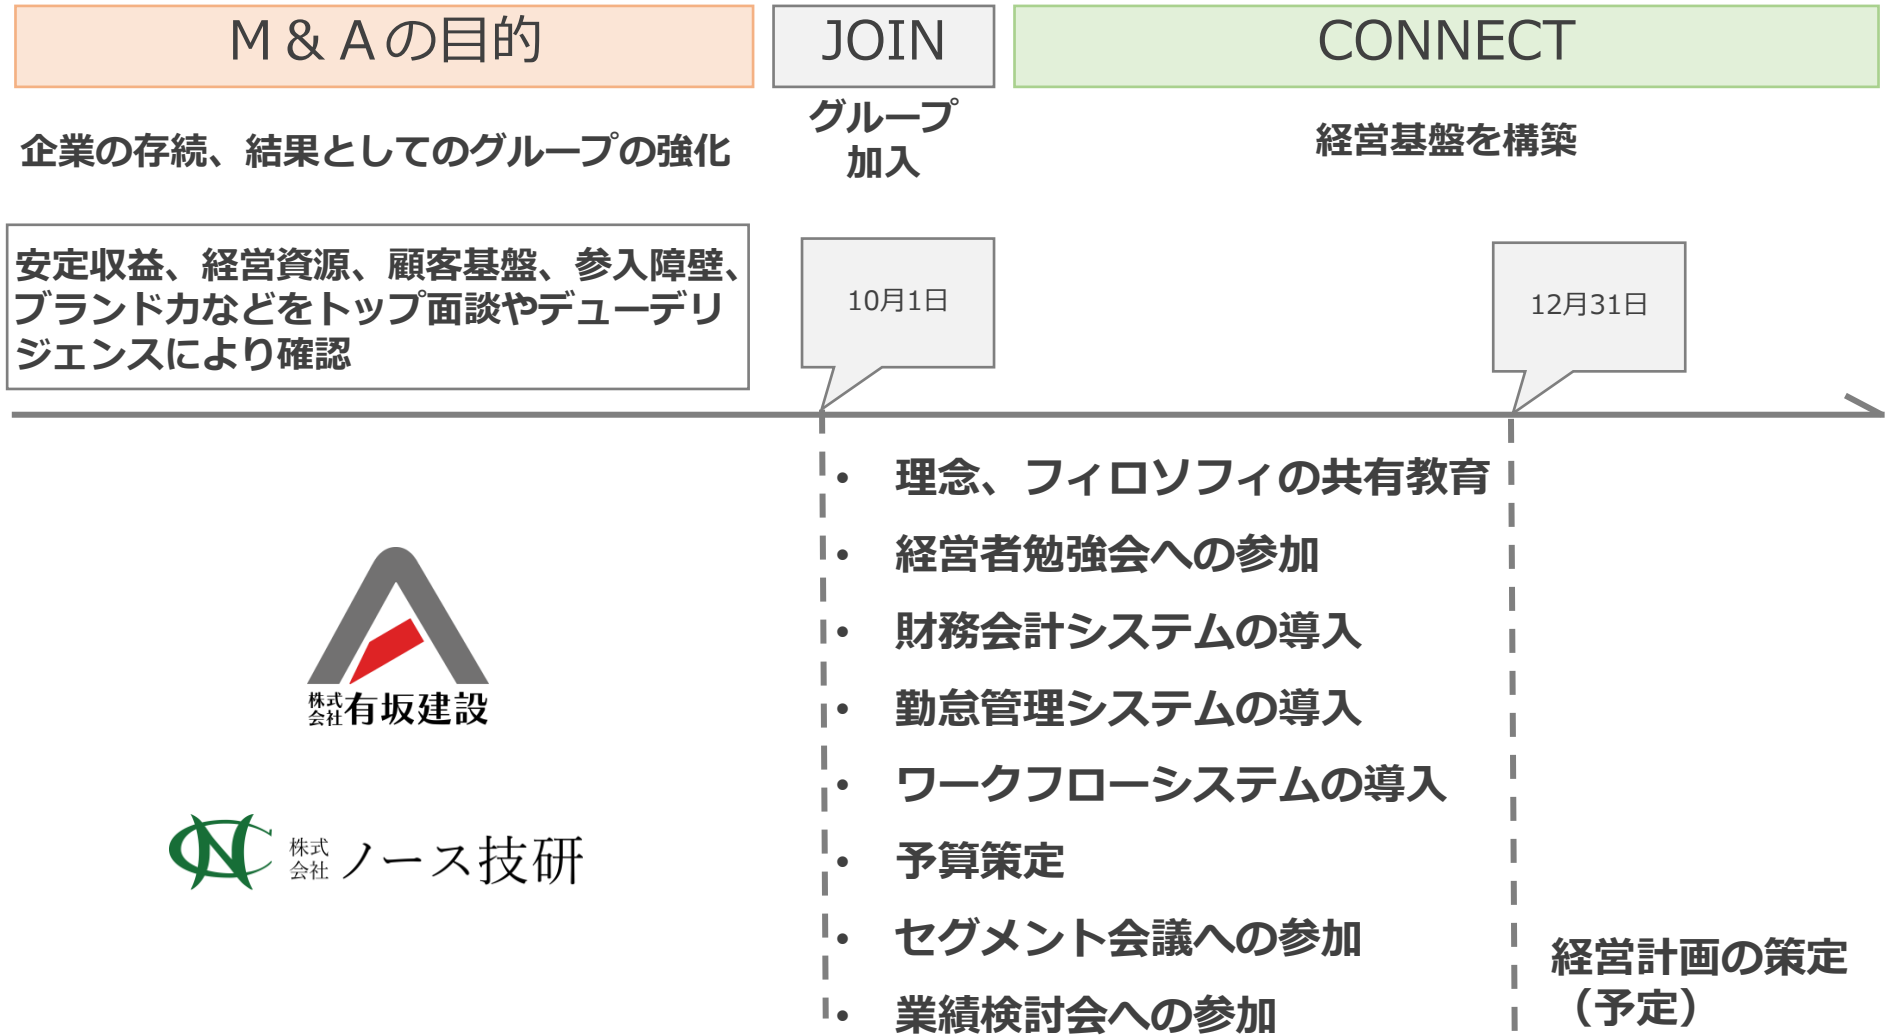 M & A の目的
JOIN
CONNECT
企業の存続、結果としてのグループの強化
グループ
加入
経営基盤を構築
安定収益、経営資源、顧客基盤、参入障壁、
ブランド力などをトップ面談やデューデリ
ジェンスにより確認
10月1日
12月31日
• 理念、フィロソフィの共有教育
• 経営者勉強会への参加
• 財務会計システムの導入
• 勤怠管理システムの導入
• ワークフローシステムの導入
• 予算策定
• セグメント会議への参加
• 業績検討会への参加
株式会社有坂建設
株式会社ノース技研
経営計画の策定
（予定）